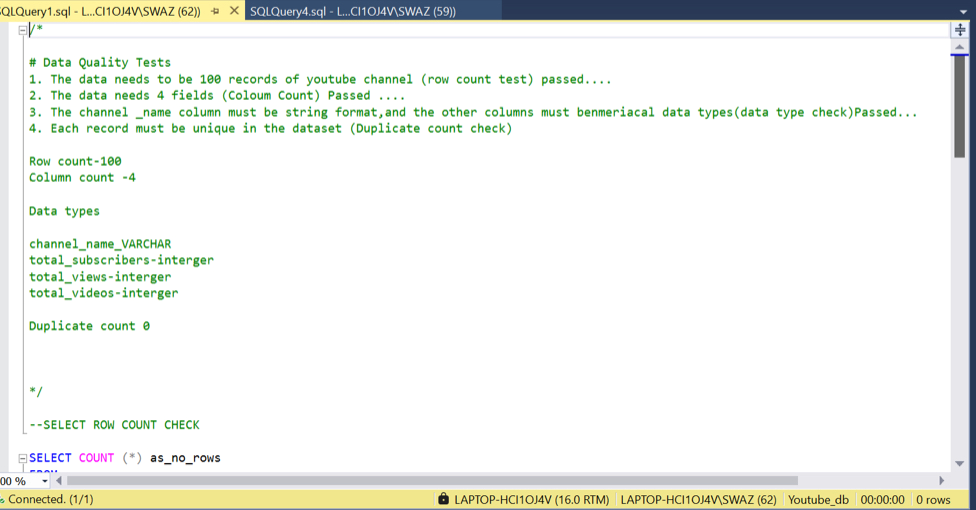 SQLQuery1.sql - L...CI1OJ4V\SWAZ (62))
SQLQuery4.sql - L...CI1OJ4V\SWAZ (59))
/*
# Data Quality Tests
1. The data needs to be 100 records of youtube channel (row count test) passed....
2. The data needs 4 fields (Coloum Count) Passed ....
3. The channel _name column must be string format,and the other columns must benmeriacal data types(data type check)Passed...
4. Each record must be unique in the dataset (Duplicate count check)
Row count-100
Column count -4
Data types
channel_name_VARCHAR
total_subscribers-interger
total_views-interger
total_videos-interger
Duplicate count 0
*/
--SELECT ROW COUNT CHECK
SELECT COUNT (*) as_no_rows
FROM
00 %
Connected. (1/1)
LAPTOP-HCI1OJ4V (16.0 RTM)
LAPTOP-HCI1OJ4V\SWAZ (62)
Youtube_db
00:00:00
0 rows